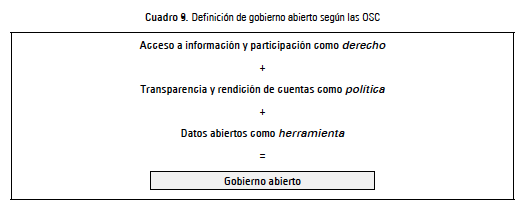 Cuadro 9. Definición de gobierno abierto según las OSC
Acceso a información y participación como derecho
+
Transparencia y rendición de cuentas como política
+
Datos abiertos como herramienta
=
Gobierno abierto